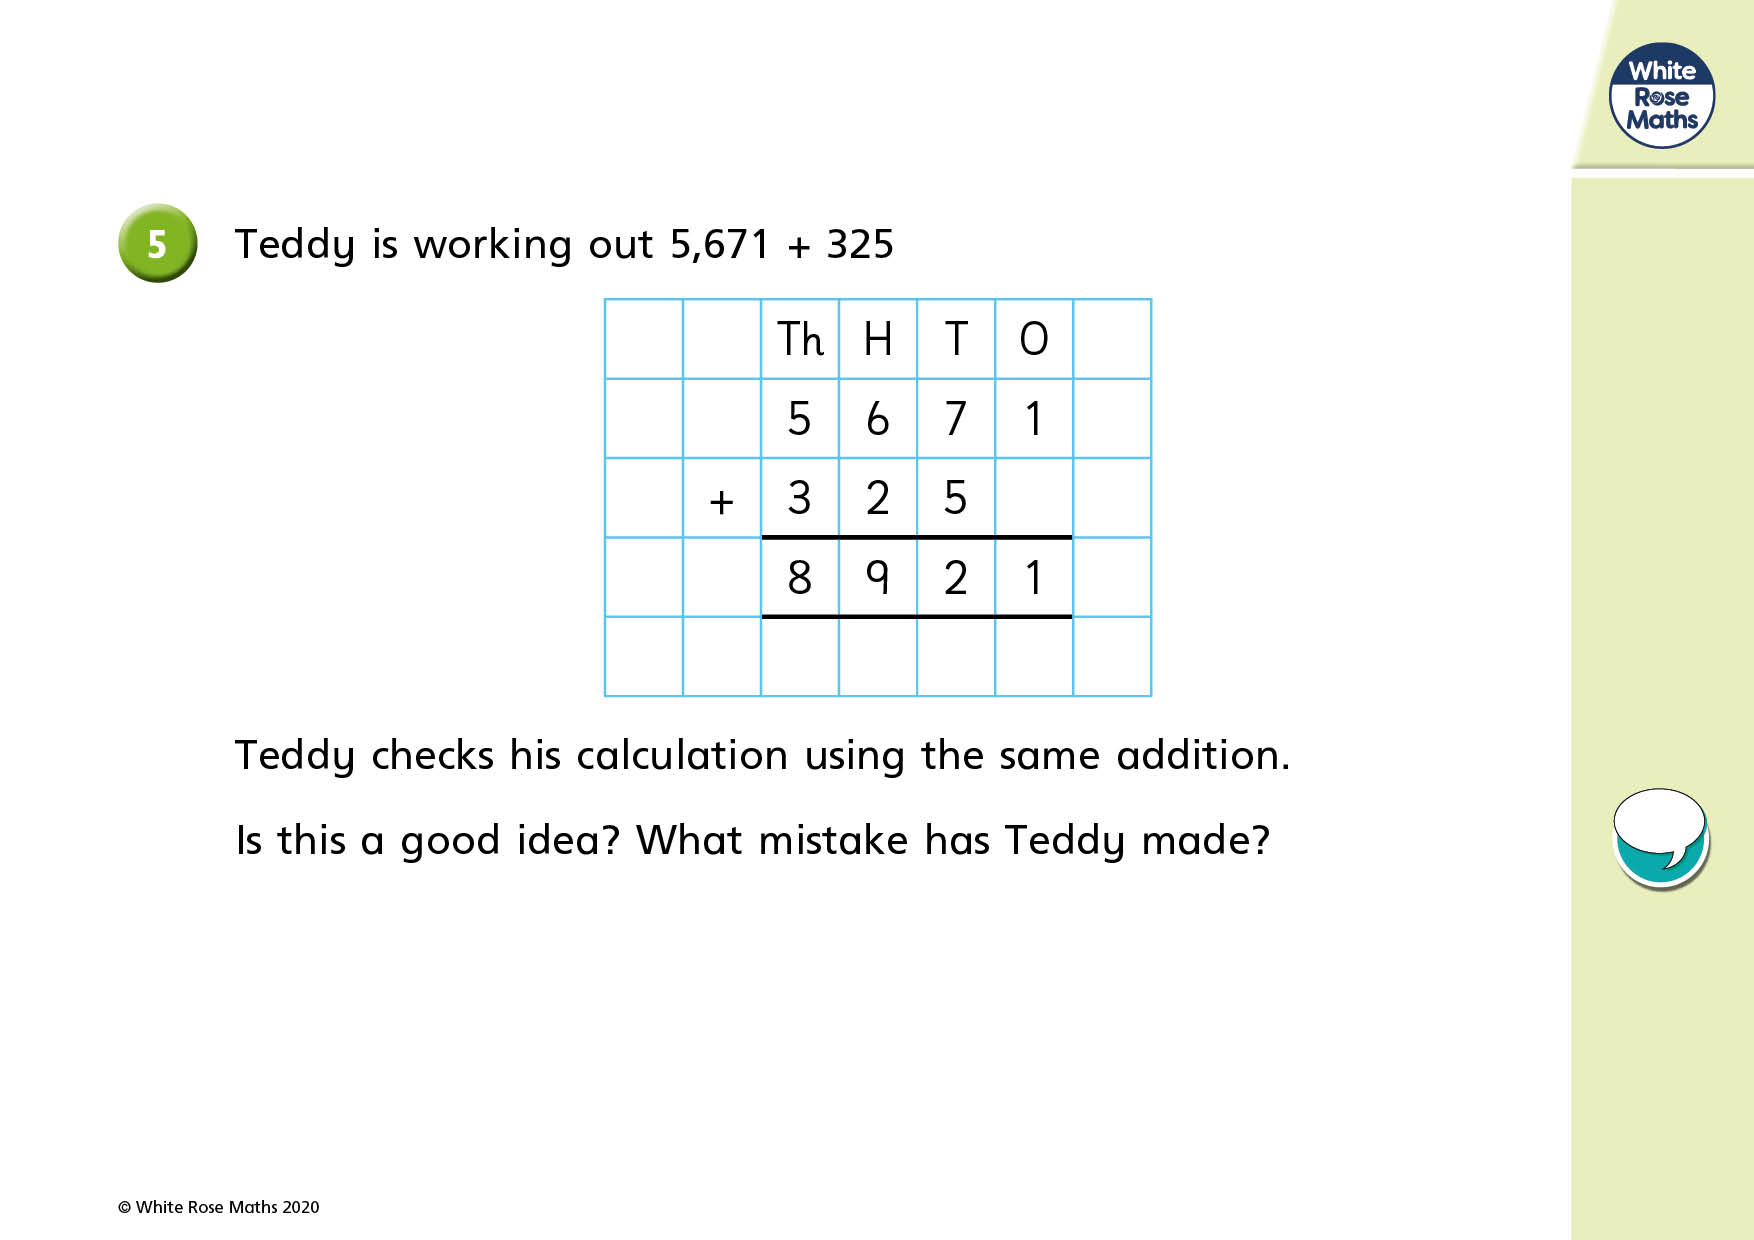 White
Rose
Maths
5 Teddy is working out 5,671 + 325
Th H T O
5 6 7 1
+ 3 2 5
8 9 2 1
Teddy checks his calculation using the same addition.
Is this a good idea? What mistake has Teddy made?
© White Rose Maths 2020